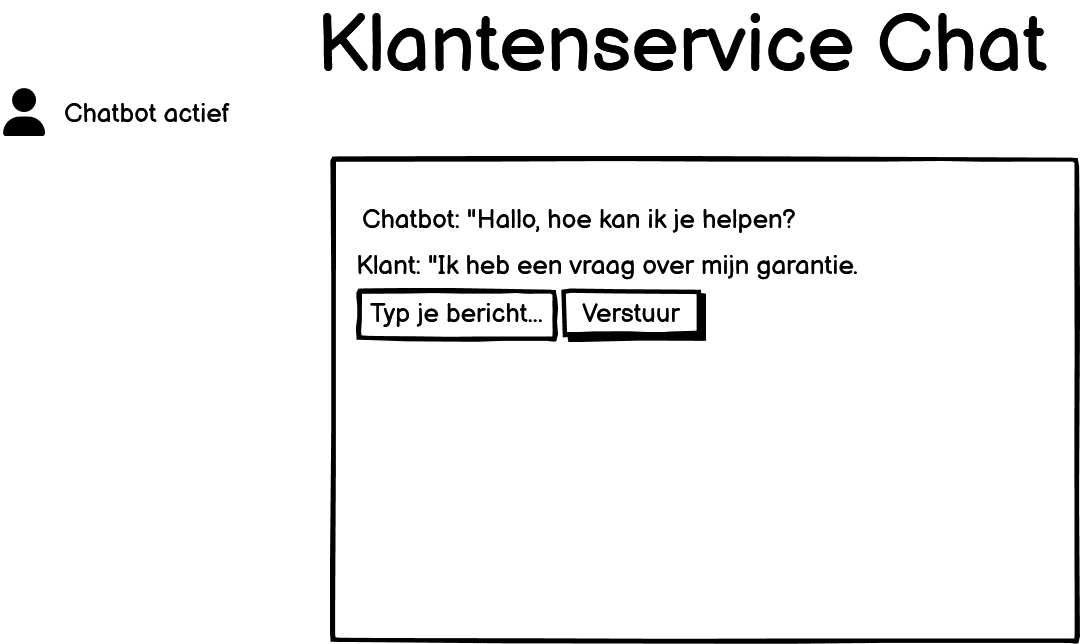 Klantenservice Chat
Chatbot actief
Chatbot: "Hallo, hoe kan ik je helpen?
Klant: "Ik heb een vraag over mijn garantie.
Typ je bericht... Verstuur